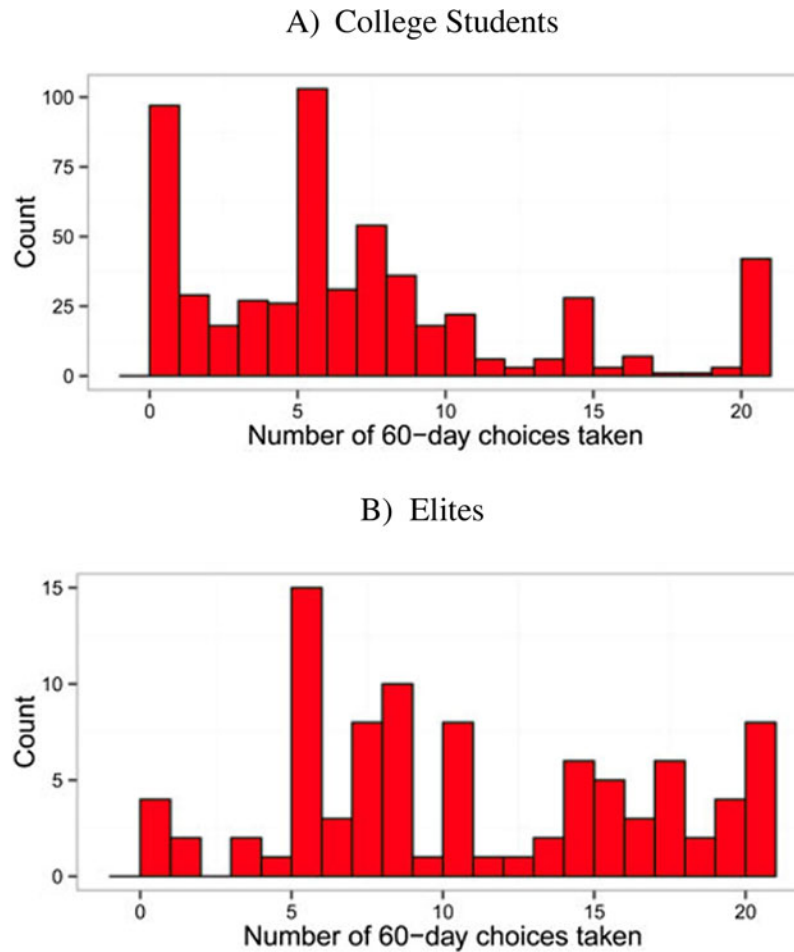 A) College Students
100
75
50
25
0
Count
0 5 10 15 20
Number of 60−day choices taken
B) Elites
15
10
5
0
Count
0 5 10 15 20
Number of 60−day choices taken